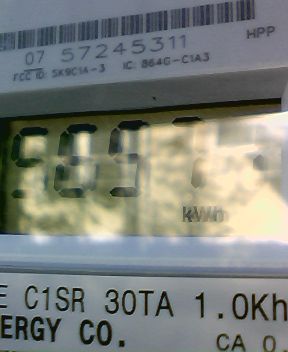 HPP
07 57245311
FCC ID: SK9C1A-3 IC: 864G-C1A3
kWh
E C1SR 30TA 1.0Kh
ERGY CO. CA 0.